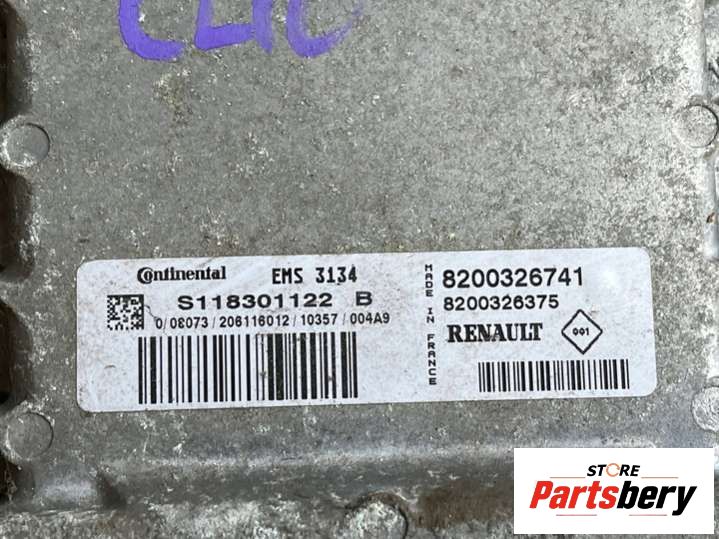 CLIO
Continental EMS 3134
S118301122 B
0/08073/206116012/10357/004A9
MADE IN FRANCE
8200326741
8200326375
RENAULT 001
STORE
Partsbery